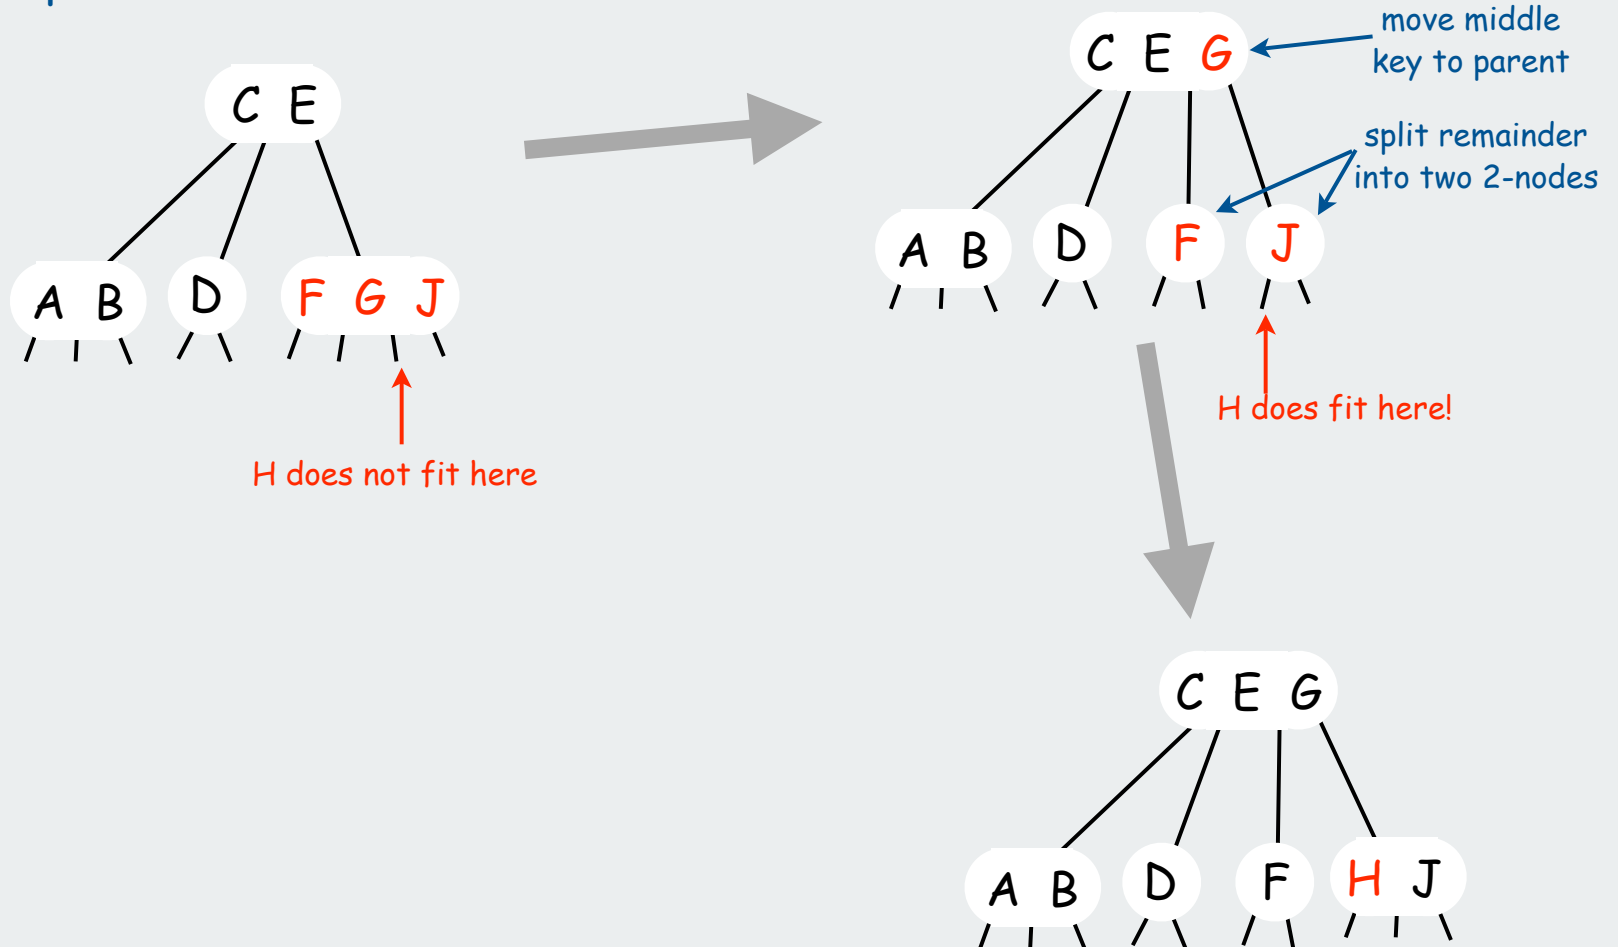 C E
A B
D
F G J
H does not fit here
C E G
move middle
key to parent
split remainder
into two 2-nodes
A B
D
F
J
H does fit here!
C E G
A B
D
F
H J